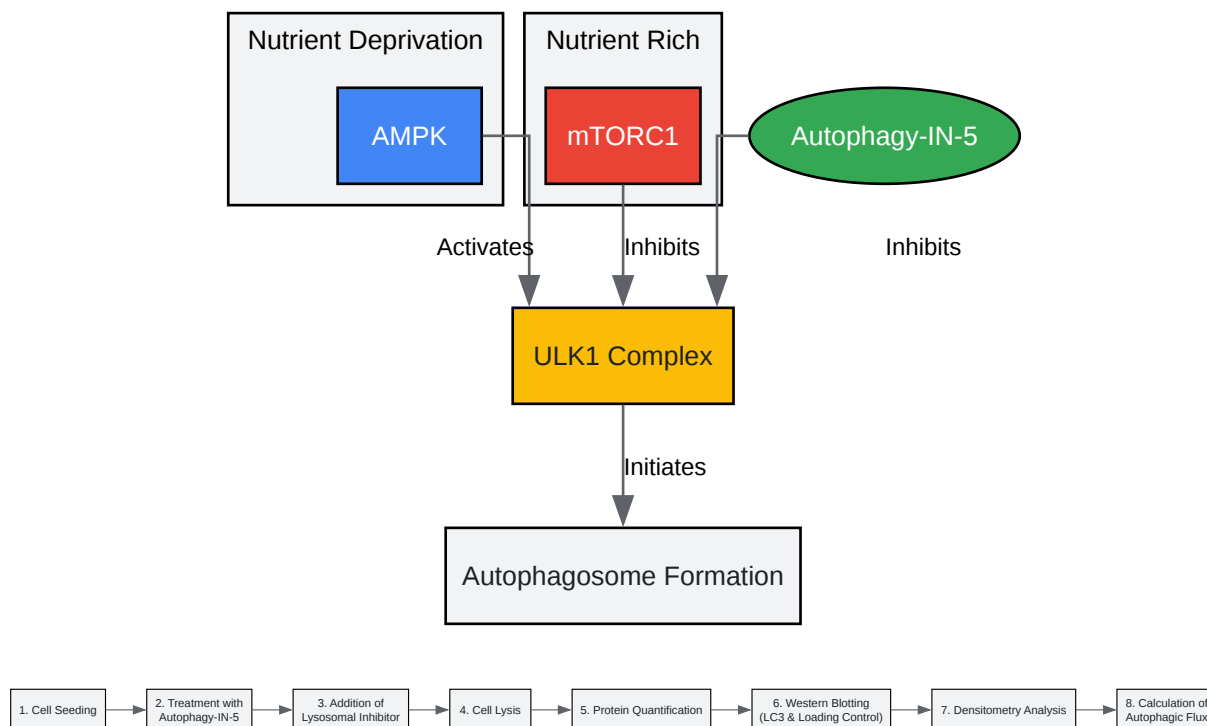 Nutrient Deprivation
Nutrient Rich
AMPK
mTORC1
Autophagy-IN-5
Activates
Inhibits
Inhibits
ULK1 Complex
Initiates
Autophagosome Formation
1. Cell Seeding
2. Treatment with
Autophagy-IN-5
3. Addition of
Lysosomal Inhibitor
4. Cell Lysis
5. Protein Quantification
6. Western Blotting
(LC3 & Loading Control)
7. Densitometry Analysis
8. Calculation of
Autophagic Flux